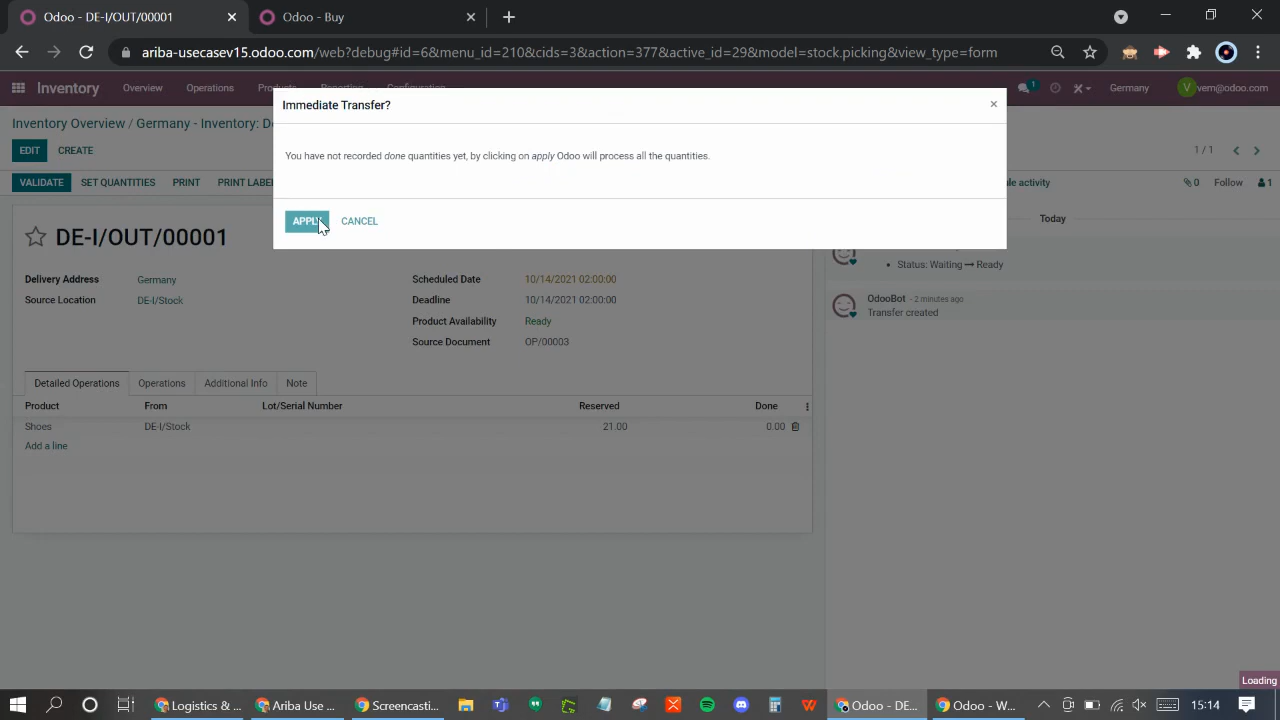 Odoo - DE-I/OUT/00001
Odoo - Buy
ariba-usecasev15.odoo.com/web?debug#id=6&menu_id=210&cids=3&action=377&active_id=29&model=stock.picking&view_type=form
Inventory Overview Operations Products Reporting Configuration 1 Germany V vem@odoo.com
Immediate Transfer?
Inventory Overview / Germany - Inventory: De
You have not recorded done quantities yet, by clicking on apply Odoo will process all the quantities.
EDIT CREATE 1 / 1
VALIDATE SET QUANTITIES PRINT PRINT LABE activity 0 Follow 1
APPLY CANCEL
Today
DE-I/OUT/00001
Status: Waiting → Ready
Delivery Address Germany Scheduled Date 10/14/2021 02:00:00
Source Location DE-I/Stock Deadline 10/14/2021 02:00:00
OdooBot - 2 minutes ago
Transfer created
Product Availability Ready
Source Document OP/00003
Detailed Operations Operations Additional Info Note
Product From Lot/Serial Number Reserved Done
Shoes DE-I/Stock 21.00 0.00
Add a line
Loading
Logistics & ... Ariba Use ... Screencasti... Odoo - DE... Odoo - W... 15:14